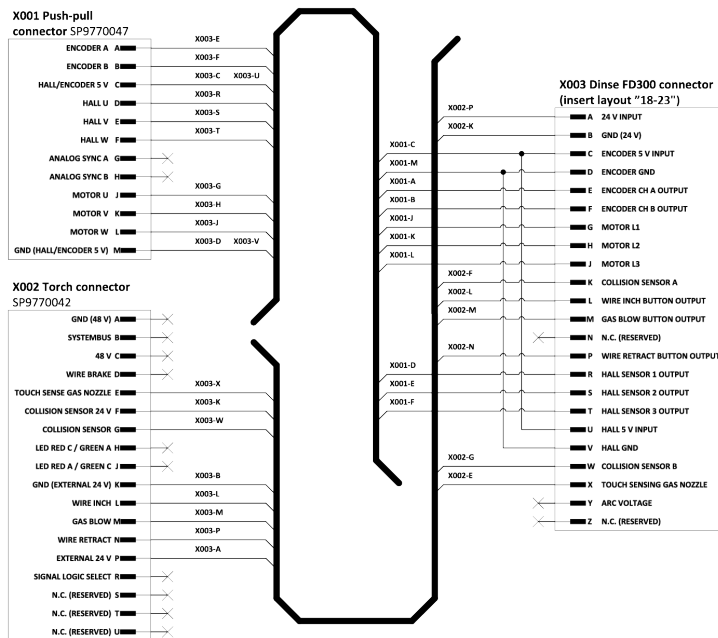 X001 Push-pull
connector SP9770047
ENCODER A A X003-E
ENCODER B B X003-F
HALL/ENCODER 5 V C X003-C X003-U
HALL U D X003-R
HALL V E X003-S
HALL W F X003-T
ANALOG SYNC A G
ANALOG SYNC B H
MOTOR U J X003-G
MOTOR V K X003-H
MOTOR W L X003-J
GND (HALL/ENCODER 5 V) M X003-D X003-V
X002 Torch connector
SP9770042
GND (48 V) A
SYSTEMBUS B
48 V C
WIRE BRAKE D
TOUCH SENSE GAS NOZZLE E X003-X
COLLISION SENSOR 24 V F X003-K
COLLISION SENSOR G X003-W
LED RED C / GREEN A H
LED RED A / GREEN C J
GND (EXTERNAL 24 V) K X003-B
WIRE INCH L X003-L
GAS BLOW M X003-M
WIRE RETRACT N X003-P
EXTERNAL 24 V P X003-A
SIGNAL LOGIC SELECT R
N.C. (RESERVED) S
N.C. (RESERVED) T
N.C. (RESERVED) U
X003 Dinse FD300 connector
(insert layout "18-23")
X002-P A 24 V INPUT
X002-K B GND (24 V)
X001-C C ENCODER 5 V INPUT
X001-M D ENCODER GND
X001-A E ENCODER CH A OUTPUT
X001-B F ENCODER CH B OUTPUT
X001-J G MOTOR L1
X001-K H MOTOR L2
X001-L J MOTOR L3
X002-F K COLLISION SENSOR A
X002-L L WIRE INCH BUTTON OUTPUT
X002-M M GAS BLOW BUTTON OUTPUT
N N.C. (RESERVED)
X002-N P WIRE RETRACT BUTTON OUTPUT
X001-D R HALL SENSOR 1 OUTPUT
X001-E S HALL SENSOR 2 OUTPUT
X001-F T HALL SENSOR 3 OUTPUT
U HALL 5 V INPUT
V HALL GND
X002-G W COLLISION SENSOR B
X002-E X TOUCH SENSING GAS NOZZLE
Y ARC VOLTAGE
Z N.C. (RESERVED)